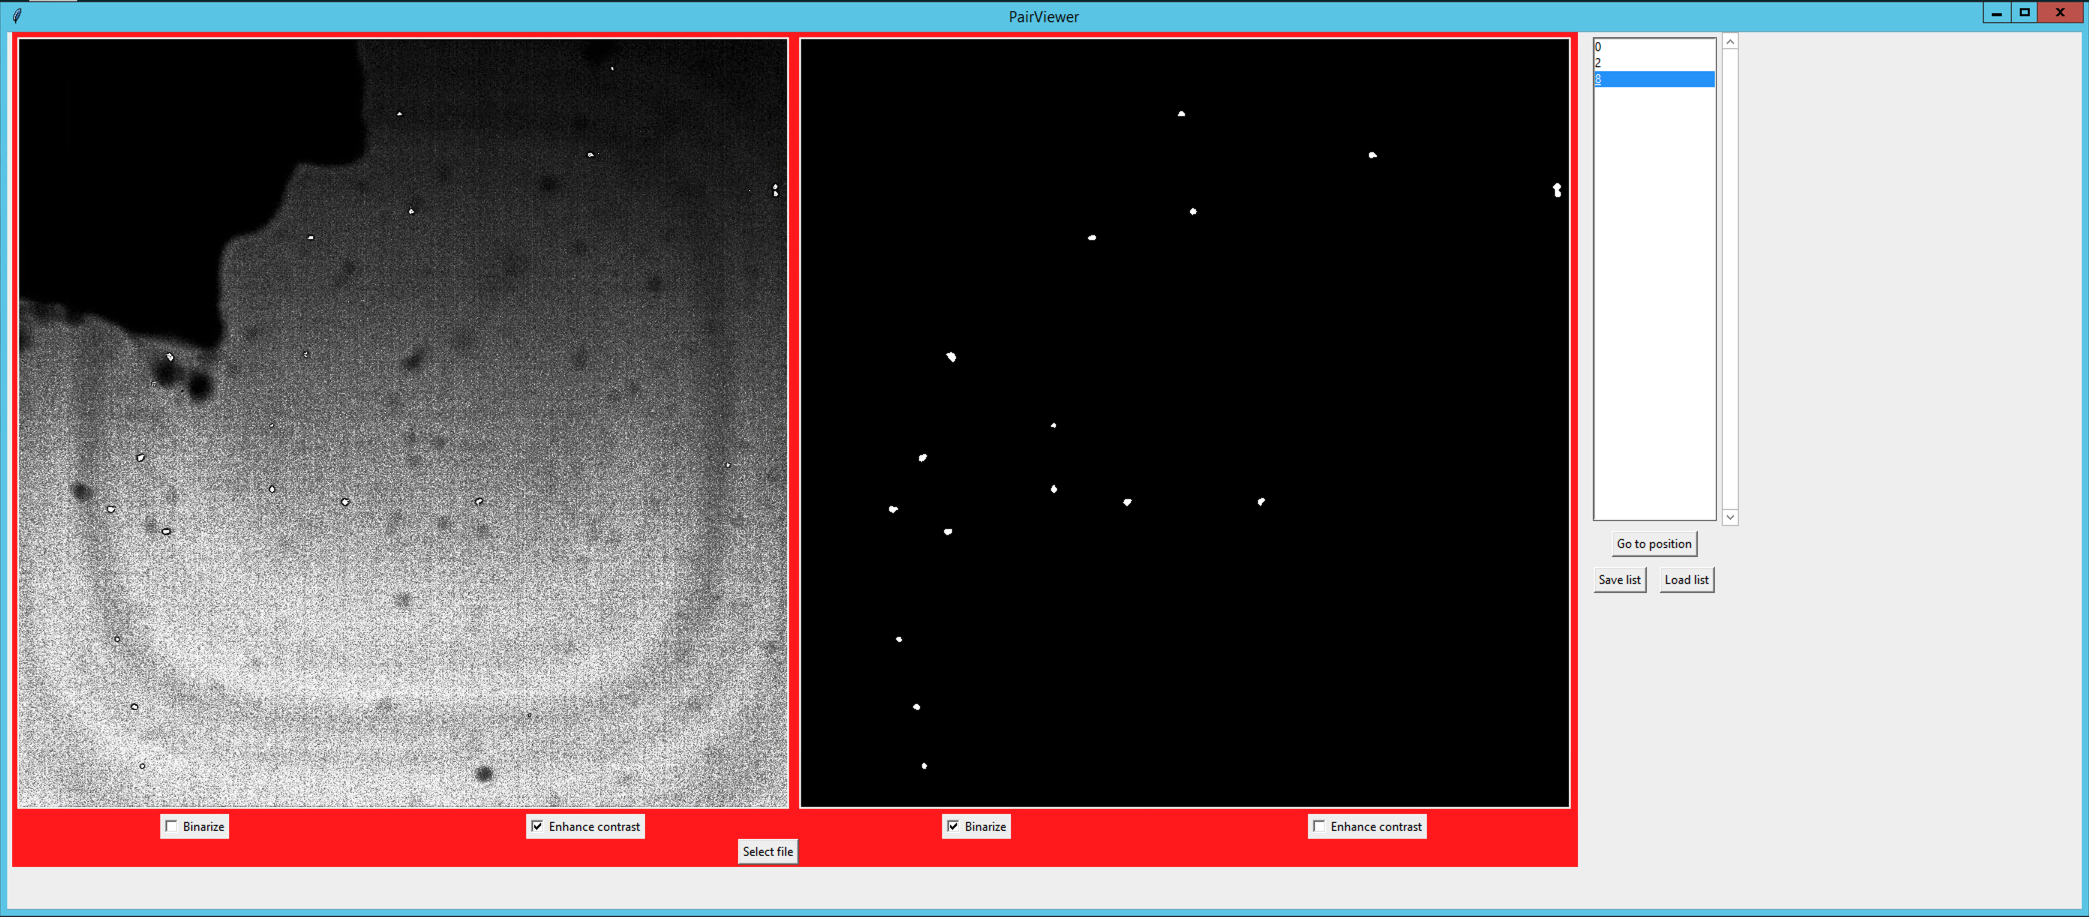 PairViewer
0
2
8
Go to position
Save list Load list
Binarize Enhance contrast Binarize Enhance contrast
Select file